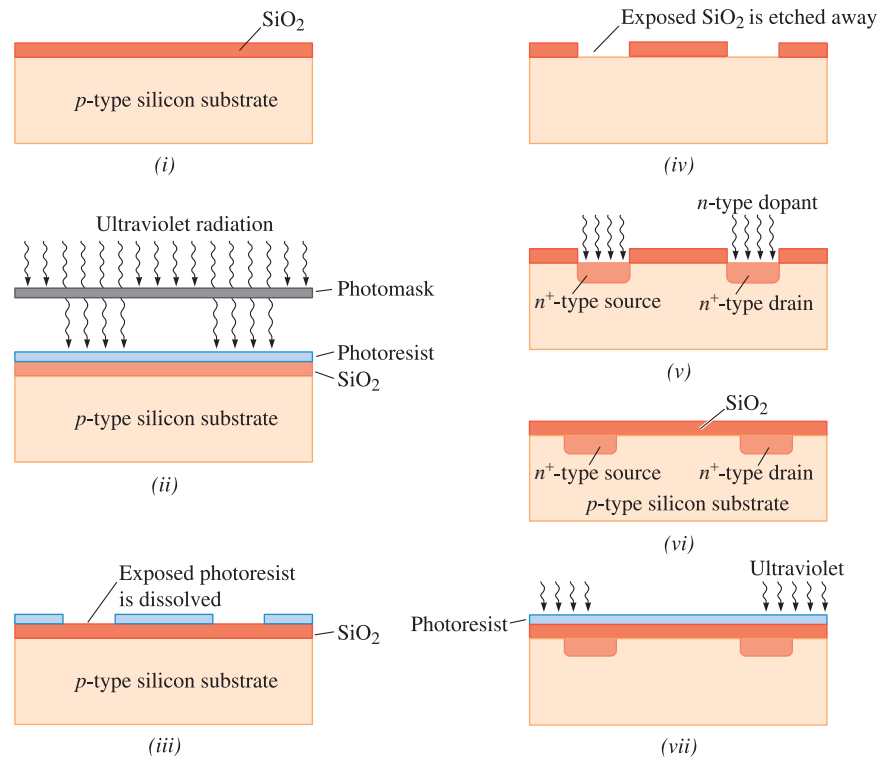 SiO₂
p-type silicon substrate
(i)
Ultraviolet radiation
Photomask
Photoresist
SiO₂
p-type silicon substrate
(ii)
Exposed photoresist
is dissolved
SiO₂
p-type silicon substrate
(iii)
Exposed SiO₂ is etched away
(iv)
n-type dopant
n⁺-type source
n⁺-type drain
(v)
SiO₂
n⁺-type source
n⁺-type drain
p-type silicon substrate
(vi)
Ultraviolet
Photoresist
(vii)